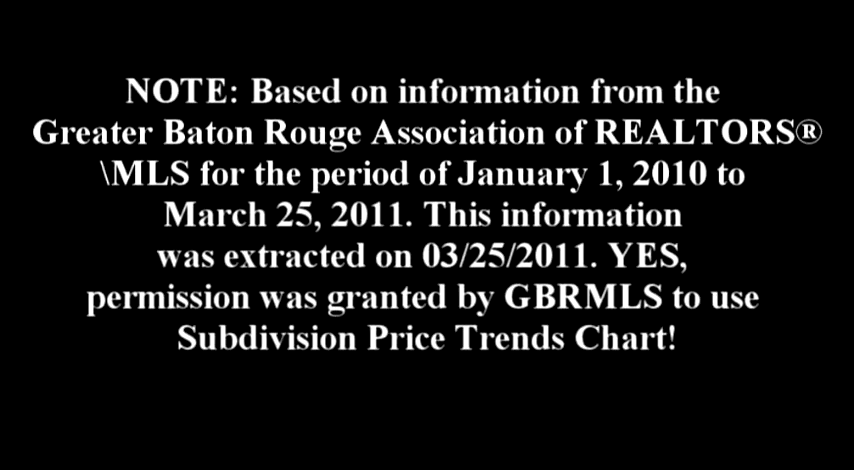 NOTE: Based on information from the
Greater Baton Rouge Association of REALTORS®
\MLS for the period of January 1, 2010 to
March 25, 2011. This information
was extracted on 03/25/2011. YES,
permission was granted by GBRMLS to use
Subdivision Price Trends Chart!